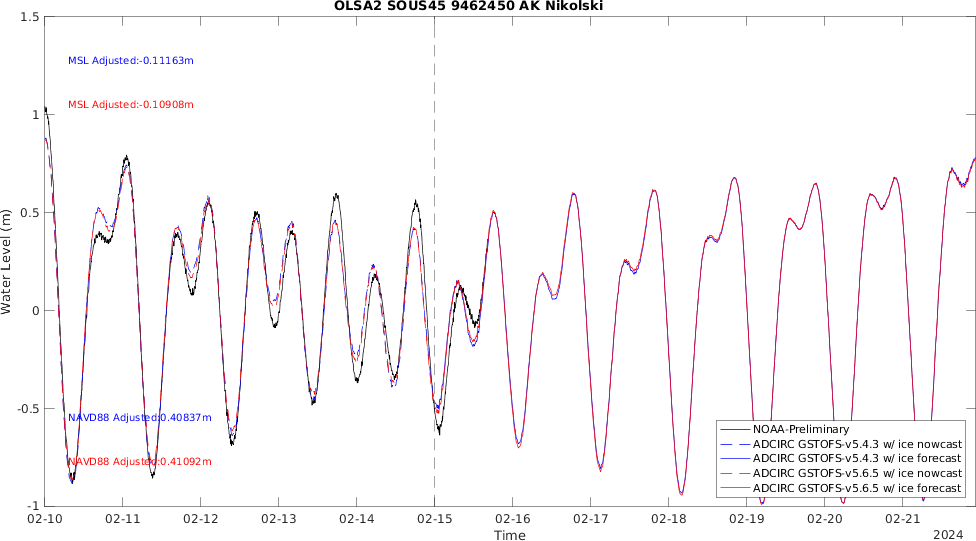 OLSA2 SOUS45 9462450 AK Nikolski
1.5
1
0.5
0
-0.5
-1
Water Level (m)
MSL Adjusted:-0.11163m
MSL Adjusted:-0.10908m
NAVD88 Adjusted:0.40837m
NAVD88 Adjusted:0.41092m
NOAA-Preliminary
ADCIRC GSTOFS-v5.4.3 w/ ice nowcast
ADCIRC GSTOFS-v5.4.3 w/ ice forecast
ADCIRC GSTOFS-v5.6.5 w/ ice nowcast
ADCIRC GSTOFS-v5.6.5 w/ ice forecast
02-10 02-11 02-12 02-13 02-14 02-15 02-16 02-17 02-18 02-19 02-20 02-21
Time
2024